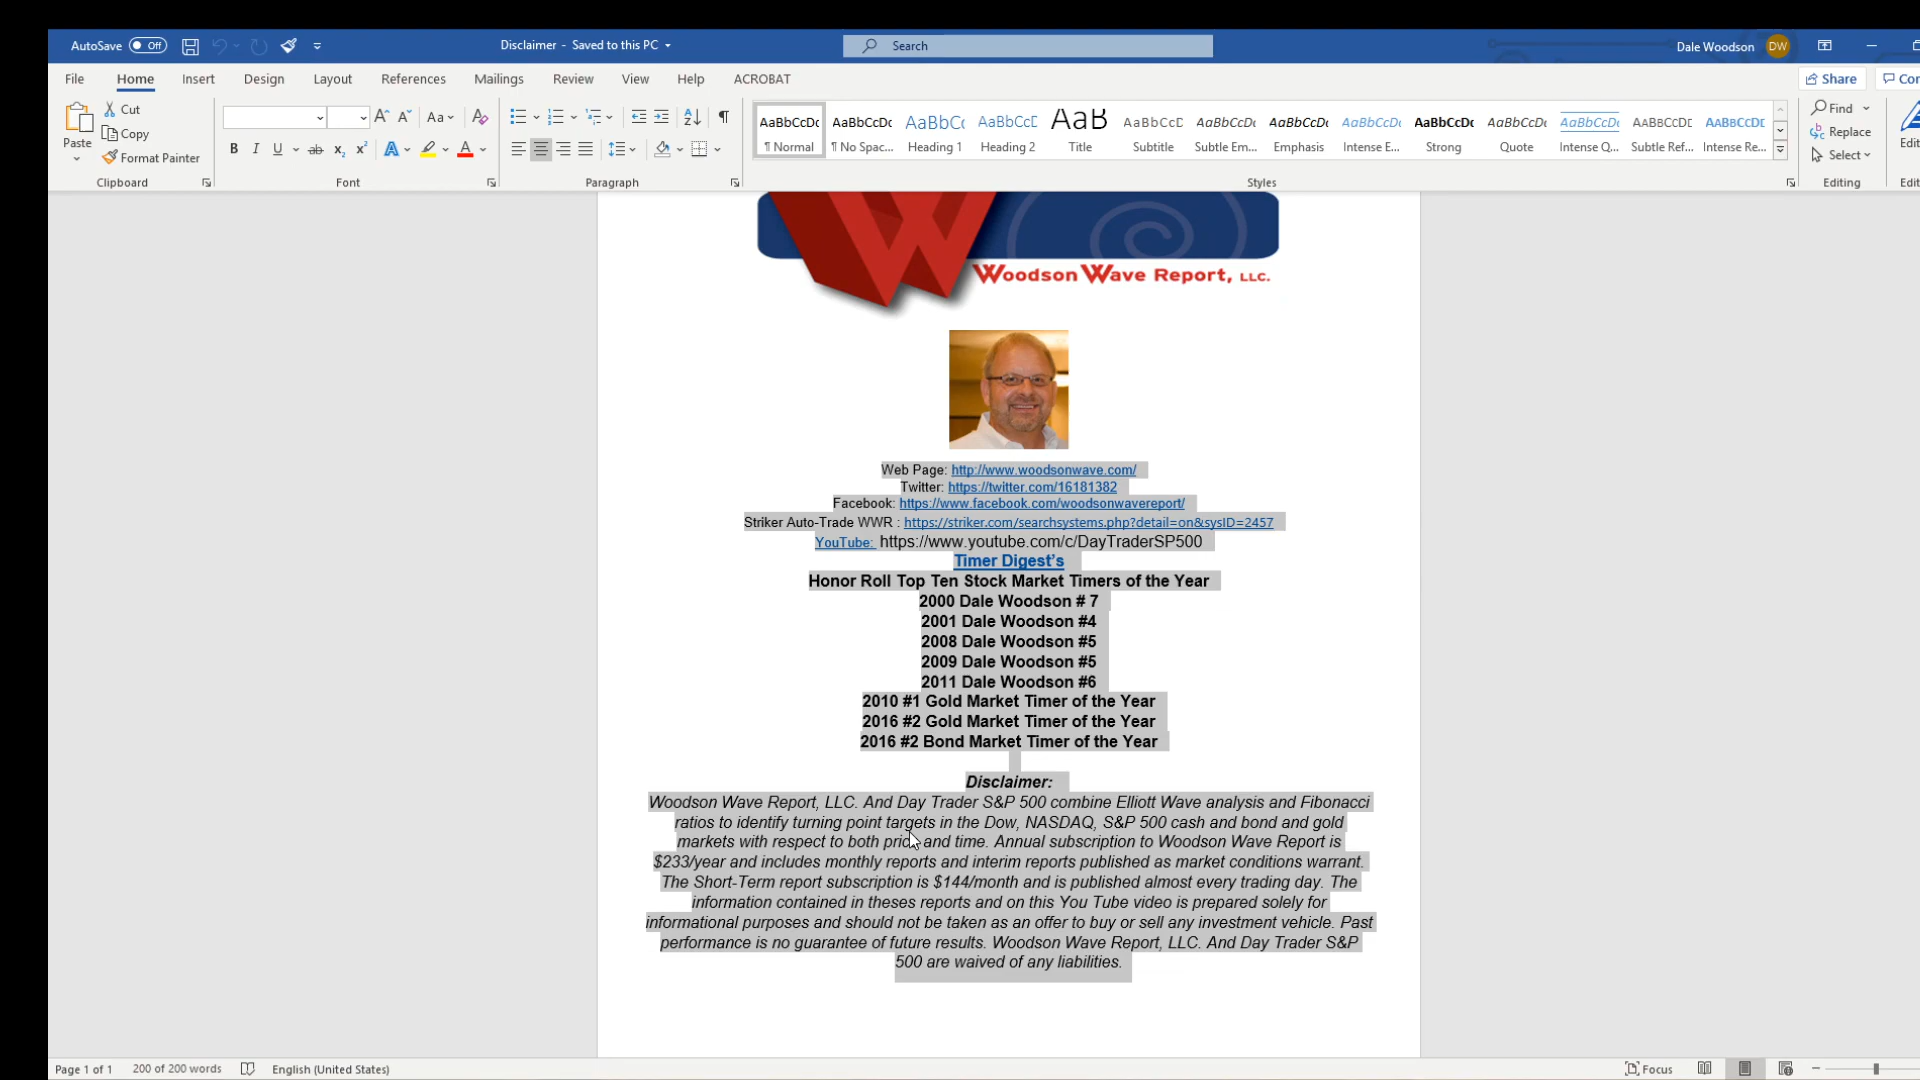 AutoSave Off
Disclaimer - Saved to this PC
Search
Dale Woodson DW
File Home Insert Design Layout References Mailings Review View Help ACROBAT
Share
Paste
Cut
Copy
Format Painter
Clipboard
Font
Paragraph
AaBbCcDc
¶ Normal
AaBbCcDc
¶ No Spac...
AaBbCc
Heading 1
AaBbCcD
Heading 2
AaB
Title
AaBbCcD
Subtitle
AaBbCcDc
Subtle Em...
AaBbCcDc
Emphasis
AaBbCcDc
Intense E...
AaBbCcDc
Strong
AaBbCcDc
Quote
AaBbCcDc
Intense Q...
AaBbCcDc
Subtle Ref...
AaBbCcDc
Intense Re...
Styles
Find
Replace
Select
Editing
Woodson Wave Report, LLC.
Web Page: http://www.woodsonwave.com/
Twitter: https://twitter.com/16181382
Facebook: https://www.facebook.com/woodsonwavereport/
Striker Auto-Trade WWR : https://striker.com/searchsystems.php?detail=on&sysID=2457
YouTube: https://www.youtube.com/c/DayTraderSP500
Timer Digest's
Honor Roll Top Ten Stock Market Timers of the Year
2000 Dale Woodson # 7
2001 Dale Woodson #4
2008 Dale Woodson #5
2009 Dale Woodson #5
2011 Dale Woodson #6
2010 #1 Gold Market Timer of the Year
2016 #2 Gold Market Timer of the Year
2016 #2 Bond Market Timer of the Year
Disclaimer:
Woodson Wave Report, LLC. And Day Trader S&P 500 combine Elliott Wave analysis and Fibonacci
ratios to identify turning point targets in the Dow, NASDAQ, S&P 500 cash and bond and gold
markets with respect to both price and time. Annual subscription to Woodson Wave Report is
$233/year and includes monthly reports and interim reports published as market conditions warrant.
The Short-Term report subscription is $144/month and is published almost every trading day. The
information contained in theses reports and on this You Tube video is prepared solely for
informational purposes and should not be taken as an offer to buy or sell any investment vehicle. Past
performance is no guarantee of future results. Woodson Wave Report, LLC. And Day Trader S&P
500 are waived of any liabilities.
Page 1 of 1 200 of 200 words English (United States)
Focus